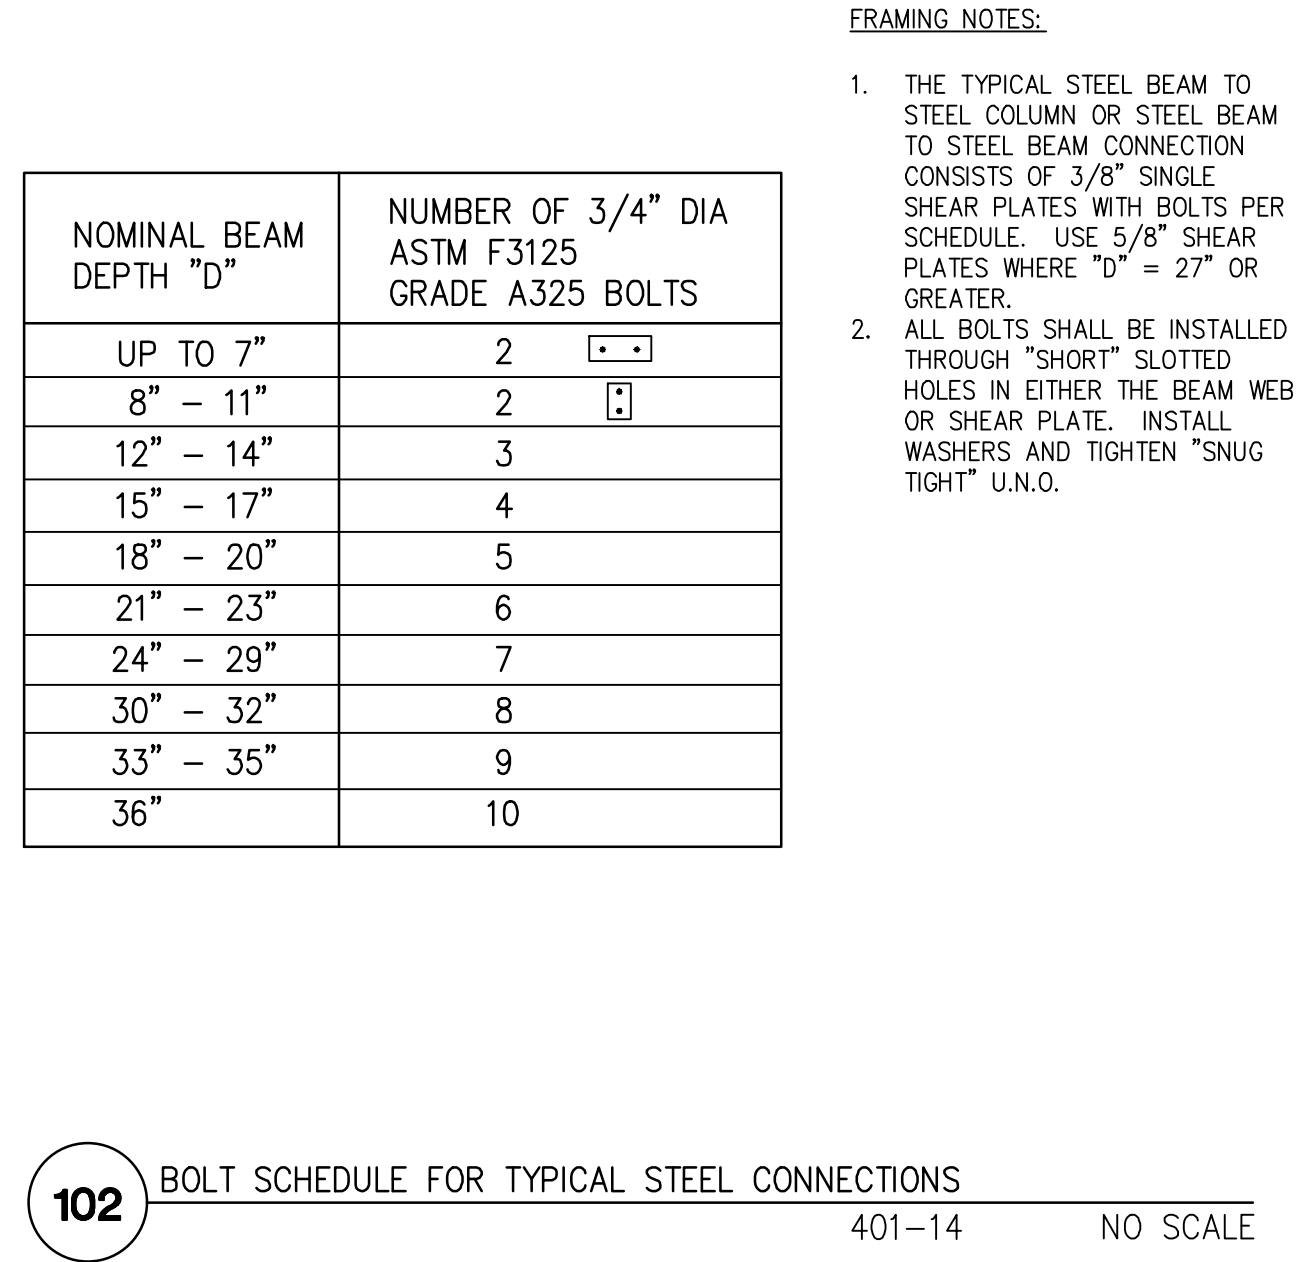 FRAMING NOTES:
1. THE TYPICAL STEEL BEAM TO
STEEL COLUMN OR STEEL BEAM
TO STEEL BEAM CONNECTION
CONSISTS OF 3/8" SINGLE
SHEAR PLATES WITH BOLTS PER
SCHEDULE. USE 5/8" SHEAR
PLATES WHERE "D" = 27" OR
GREATER.
2. ALL BOLTS SHALL BE INSTALLED
THROUGH "SHORT" SLOTTED
HOLES IN EITHER THE BEAM WEB
OR SHEAR PLATE. INSTALL
WASHERS AND TIGHTEN "SNUG
TIGHT" U.N.O.
NOMINAL BEAM
DEPTH "D"
NUMBER OF 3/4" DIA
ASTM F3125
GRADE A325 BOLTS
UP TO 7" 2
8" – 11" 2
12" – 14" 3
15" – 17" 4
18" – 20" 5
21" – 23" 6
24" – 29" 7
30" – 32" 8
33" – 35" 9
36" 10
102
BOLT SCHEDULE FOR TYPICAL STEEL CONNECTIONS
401–14 NO SCALE